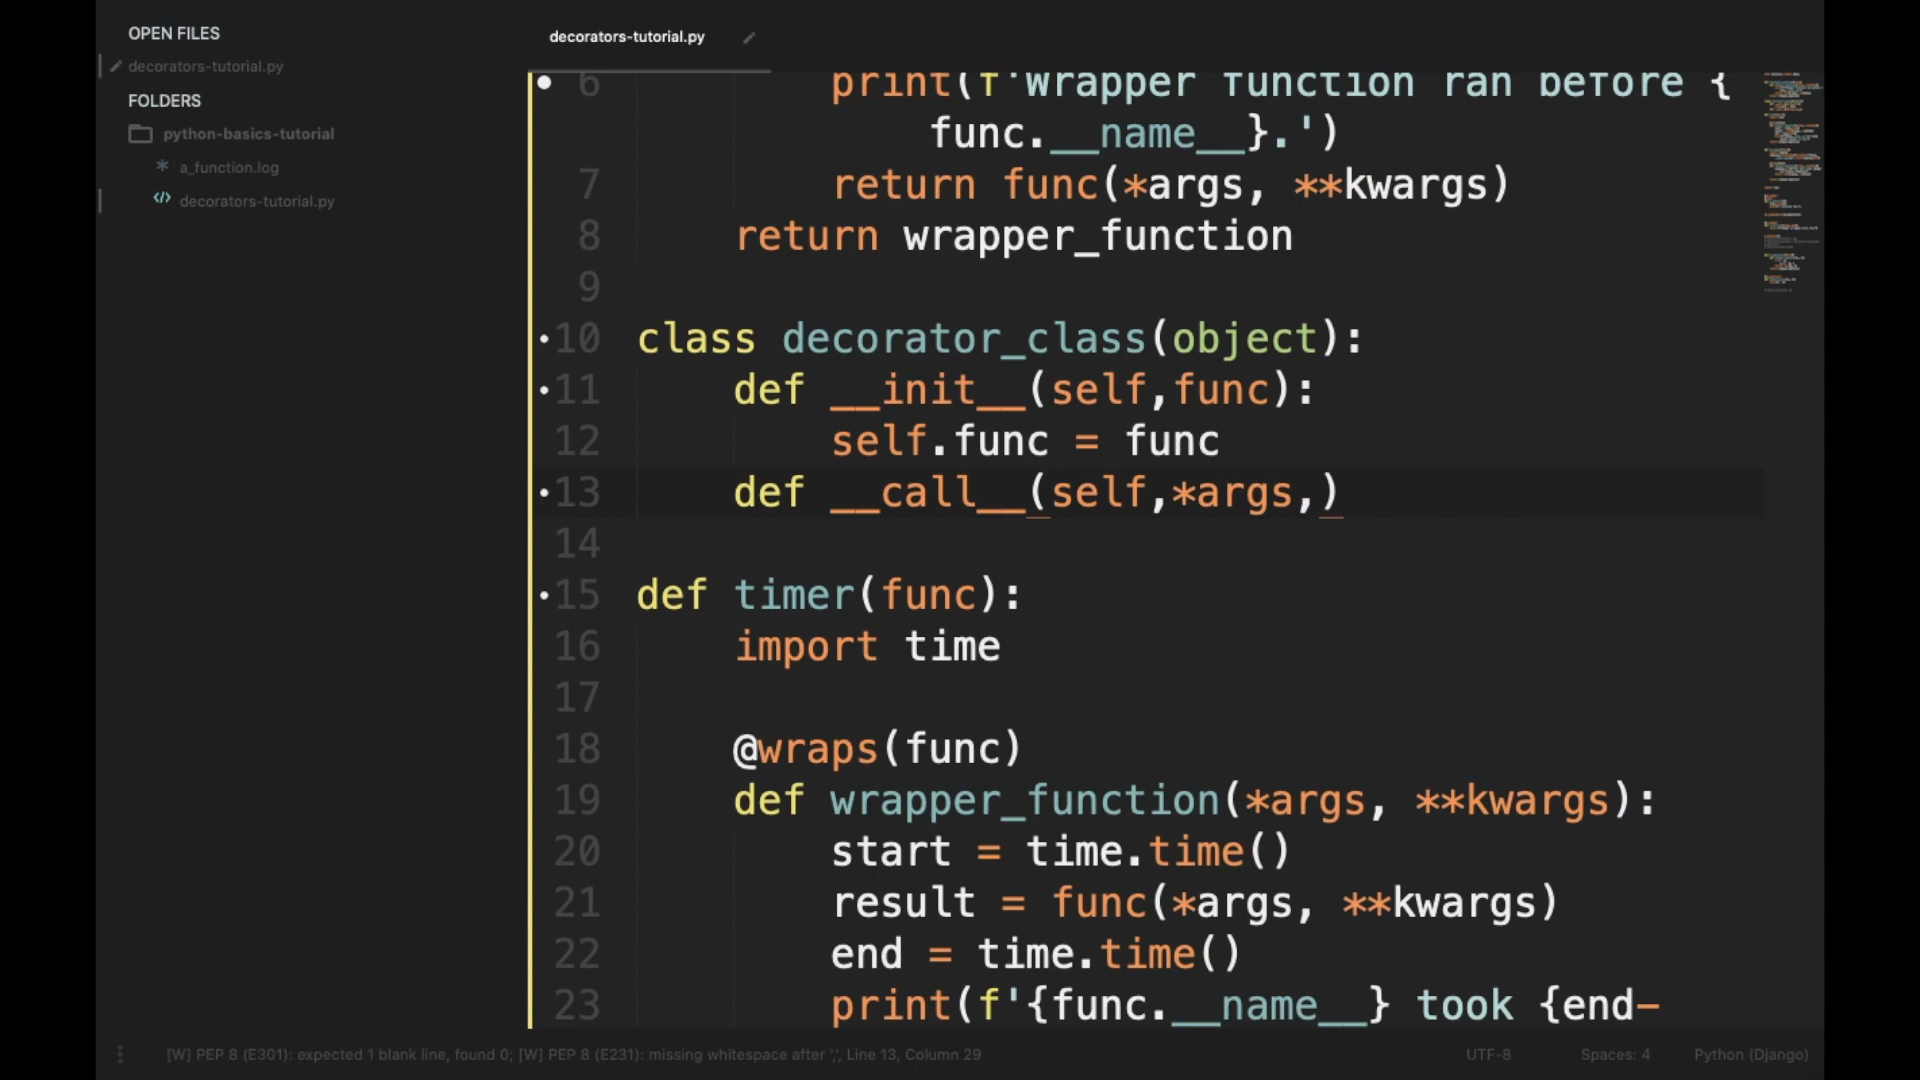 OPEN FILES
decorators-tutorial.py
FOLDERS
python-basics-tutorial
a_function.log
decorators-tutorial.py
decorators-tutorial.py
6 print(f'Wrapper function ran before {
func.__name__}.')
7 return func(*args, **kwargs)
8 return wrapper_function
9
10 class decorator_class(object):
11 def __init__(self,func):
12 self.func = func
13 def __call__(self,*args,)
14
15 def timer(func):
16 import time
17
18 @wraps(func)
19 def wrapper_function(*args, **kwargs):
20 start = time.time()
21 result = func(*args, **kwargs)
22 end = time.time()
23 print(f'{func.__name__} took {end-
[W] PEP 8 (E301): expected 1 blank line, found 0; [W] PEP 8 (E231): missing whitespace after ',', Line 13, Column 29
UTF-8
Spaces: 4
Python (Django)